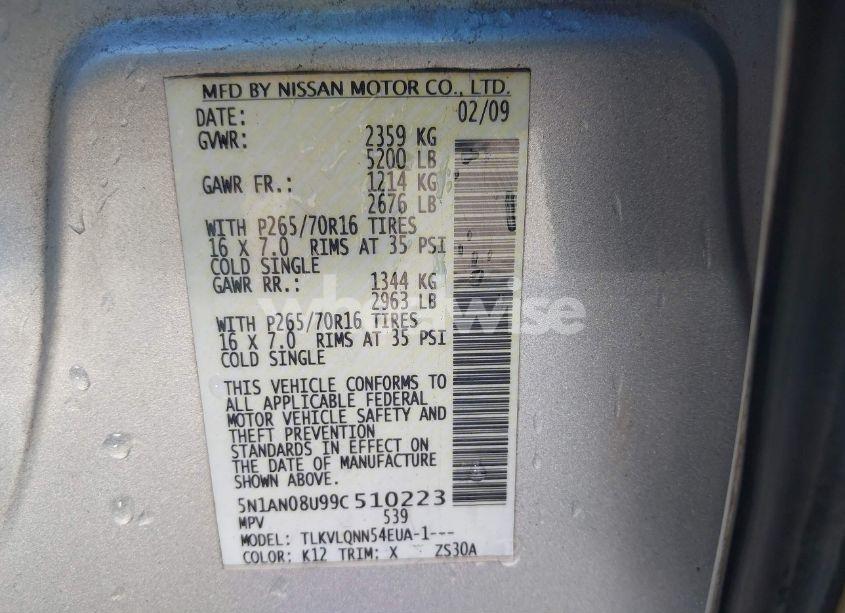 MFD BY NISSAN MOTOR CO., LTD.
DATE: 02/09
GVWR: 2359 KG
5200 LB
GAWR FR.: 1214 KG
2676 LB
WITH P265/70R16 TIRES
16 X 7.0 RIMS AT 35 PSI
COLD SINGLE
GAWR RR.: 1344 KG
2963 LB
WITH P265/70R16 TIRES
16 X 7.0 RIMS AT 35 PSI
COLD SINGLE
THIS VEHICLE CONFORMS TO
ALL APPLICABLE FEDERAL
MOTOR VEHICLE SAFETY AND
THEFT PREVENTION
STANDARDS IN EFFECT ON
THE DATE OF MANUFACTURE
SHOWN ABOVE.
5N1AN08U99C 510223
MPV 539
MODEL: TLKVLQNN54EUA-1---
COLOR: K12 TRIM: X ZS30A